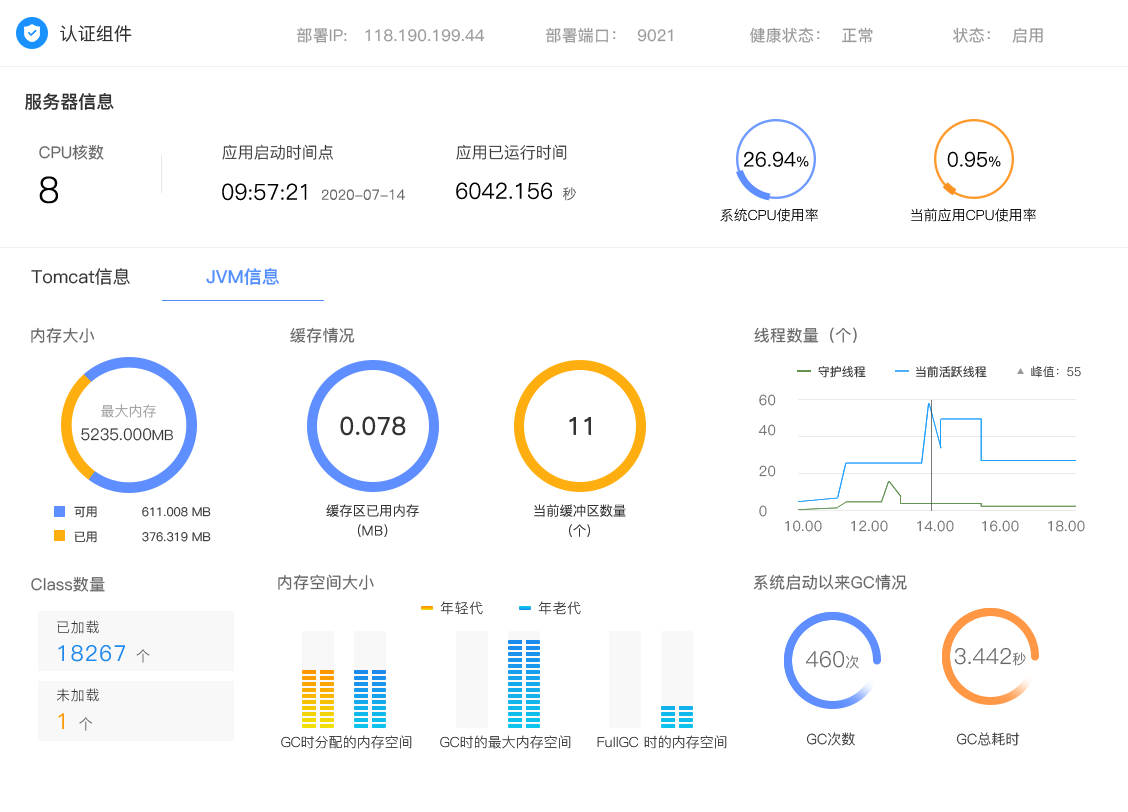 认证组件
部署IP: 118.190.199.44
部署端口: 9021
健康状态: 正常
状态: 启用
服务器信息
CPU核数
8
应用启动时间点
09:57:21 2020-07-14
应用已运行时间
6042.156 秒
26.94%
系统CPU使用率
0.95%
当前应用CPU使用率
Tomcat信息
JVM信息
内存大小
最大内存
5235.000MB
可用 611.008 MB
已用 376.319 MB
缓存情况
0.078
缓存区已用内存
(MB)
11
当前缓冲区数量
(个)
线程数量（个）
守护线程
当前活跃线程
峰值: 55
60
40
20
0
10.00 12.00 14.00 16.00 18.00
Class数量
已加载
18267 个
未加载
1 个
内存空间大小
年轻代
年老代
GC时分配的内存空间
GC时的最大内存空间
FullGC 时的内存空间
系统启动以来GC情况
460次
GC次数
3.442秒
GC总耗时